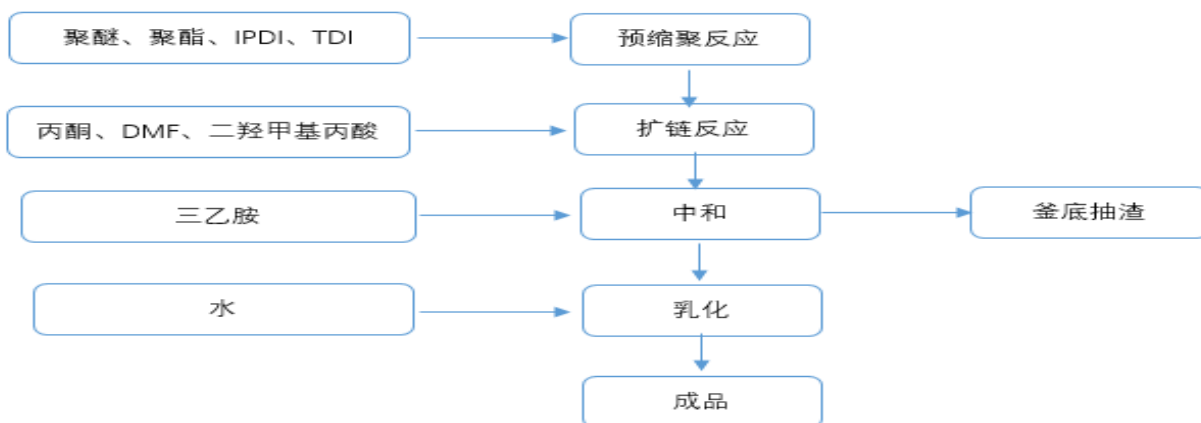 聚醚、聚酯、IPDI、TDI
预缩聚反应
丙酮、DMF、二羟甲基丙酸
扩链反应
三乙胺
中和
釜底抽渣
水
乳化
成品